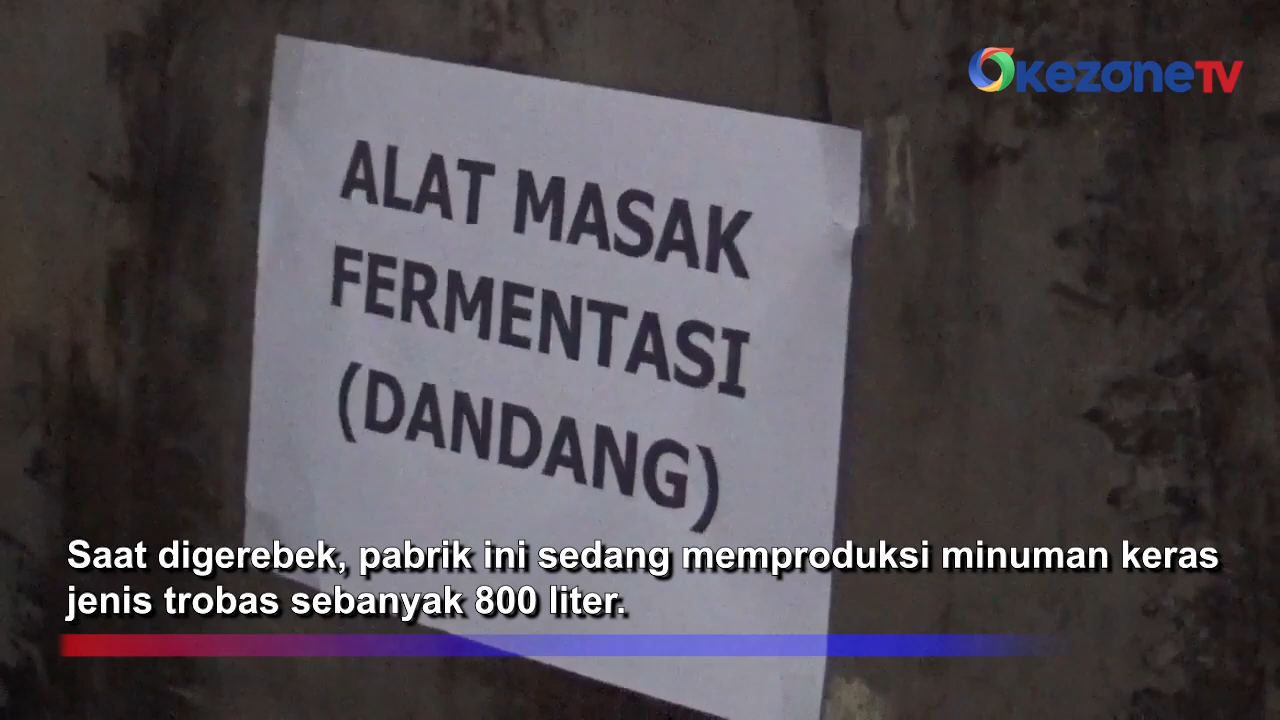 OkezoneTV
ALAT MASAK
FERMENTASI
(DANDANG)
Saat digerebek, pabrik ini sedang memproduksi minuman keras
jenis trobas sebanyak 800 liter.